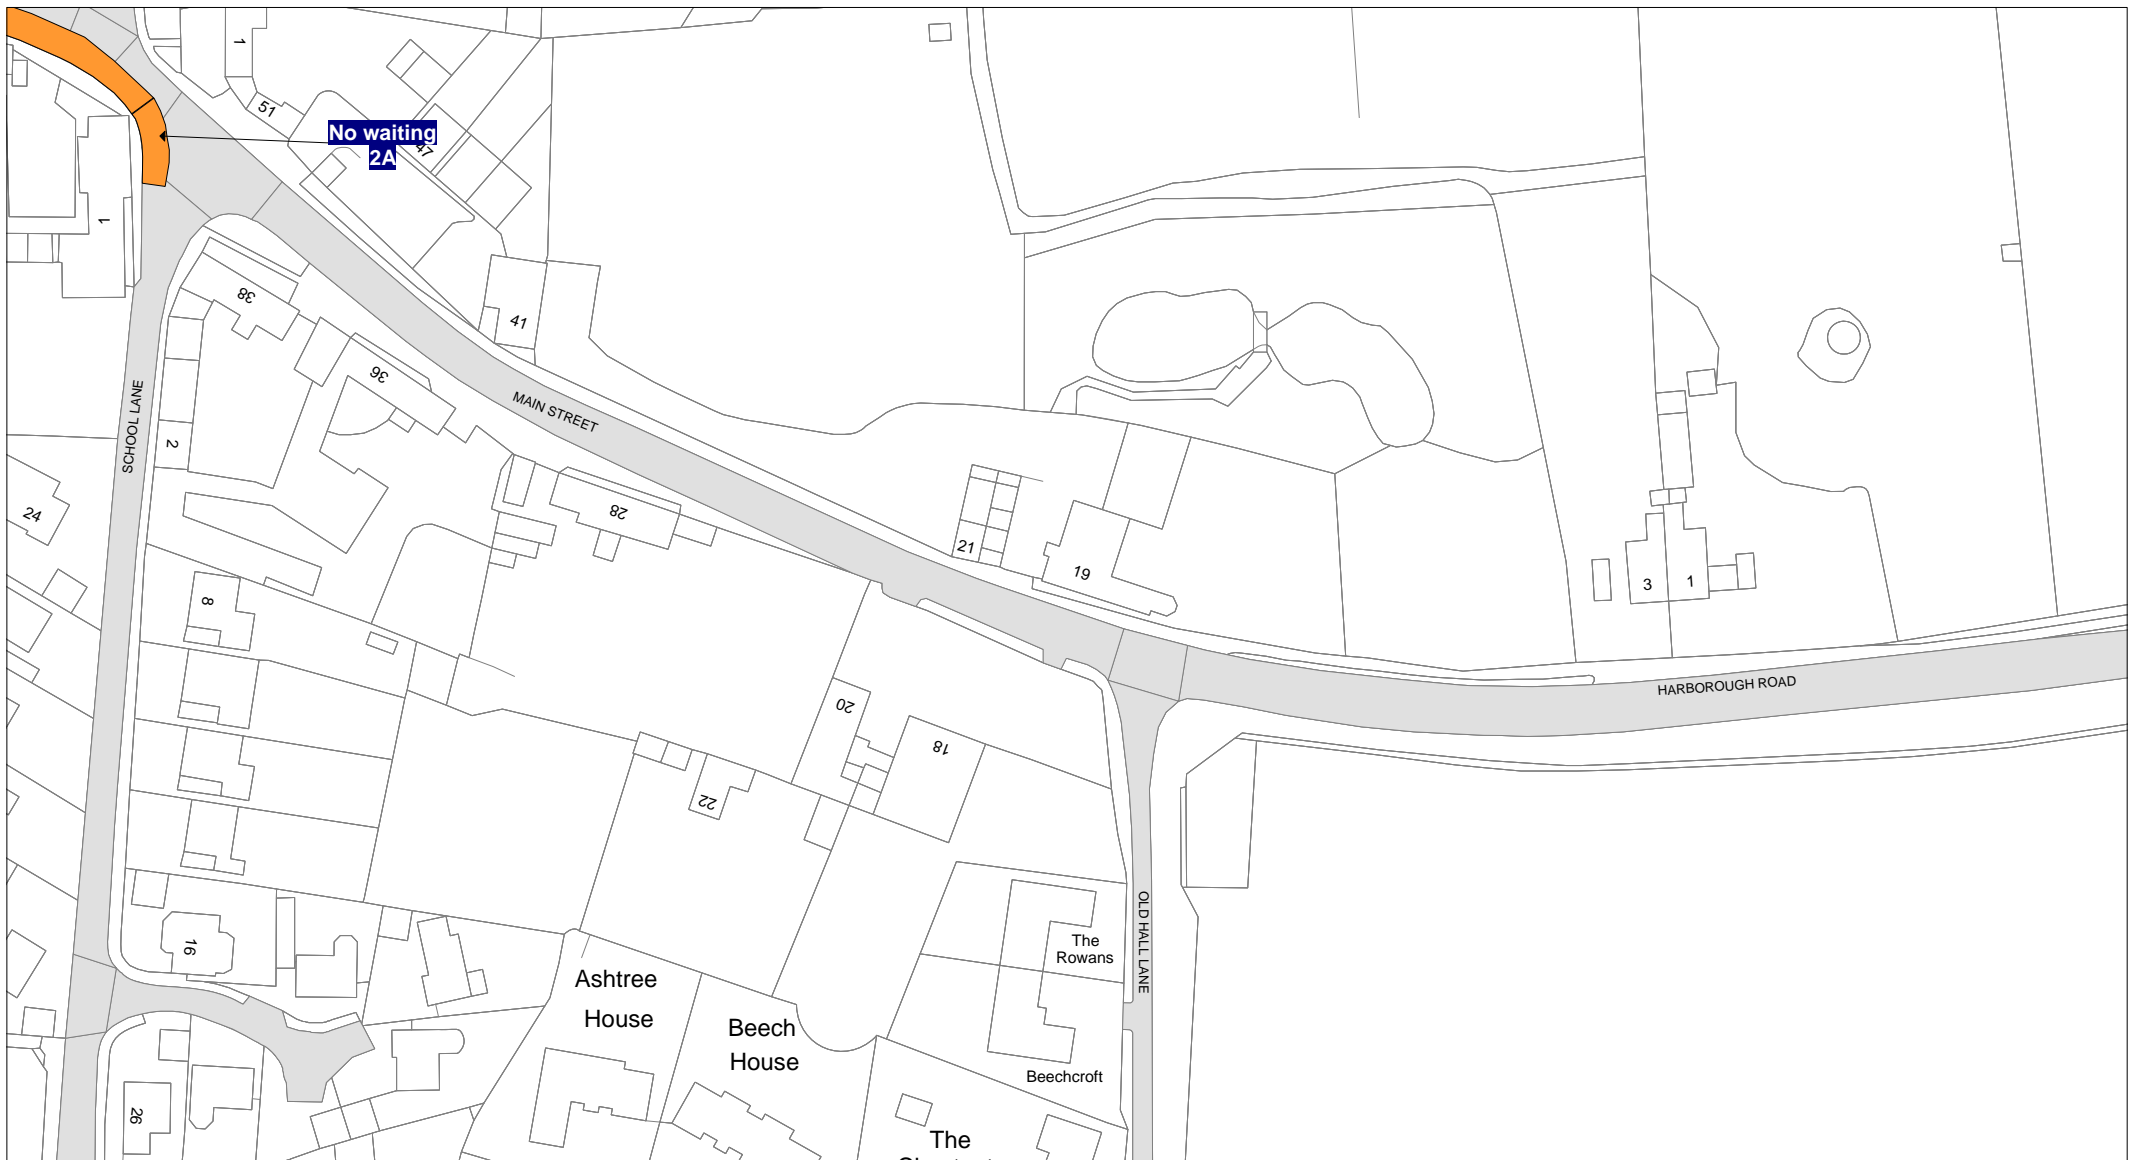 1
51
No waiting
2A
47
1
38
41
36
MAIN STREET
SCHOOL LANE
2
24
28
21
19
3
1
8
HARBOROUGH ROAD
20
18
22
16
OLD HALL LANE
The
Rowans
Ashtree
House
Beech
House
Beechcroft
26
The